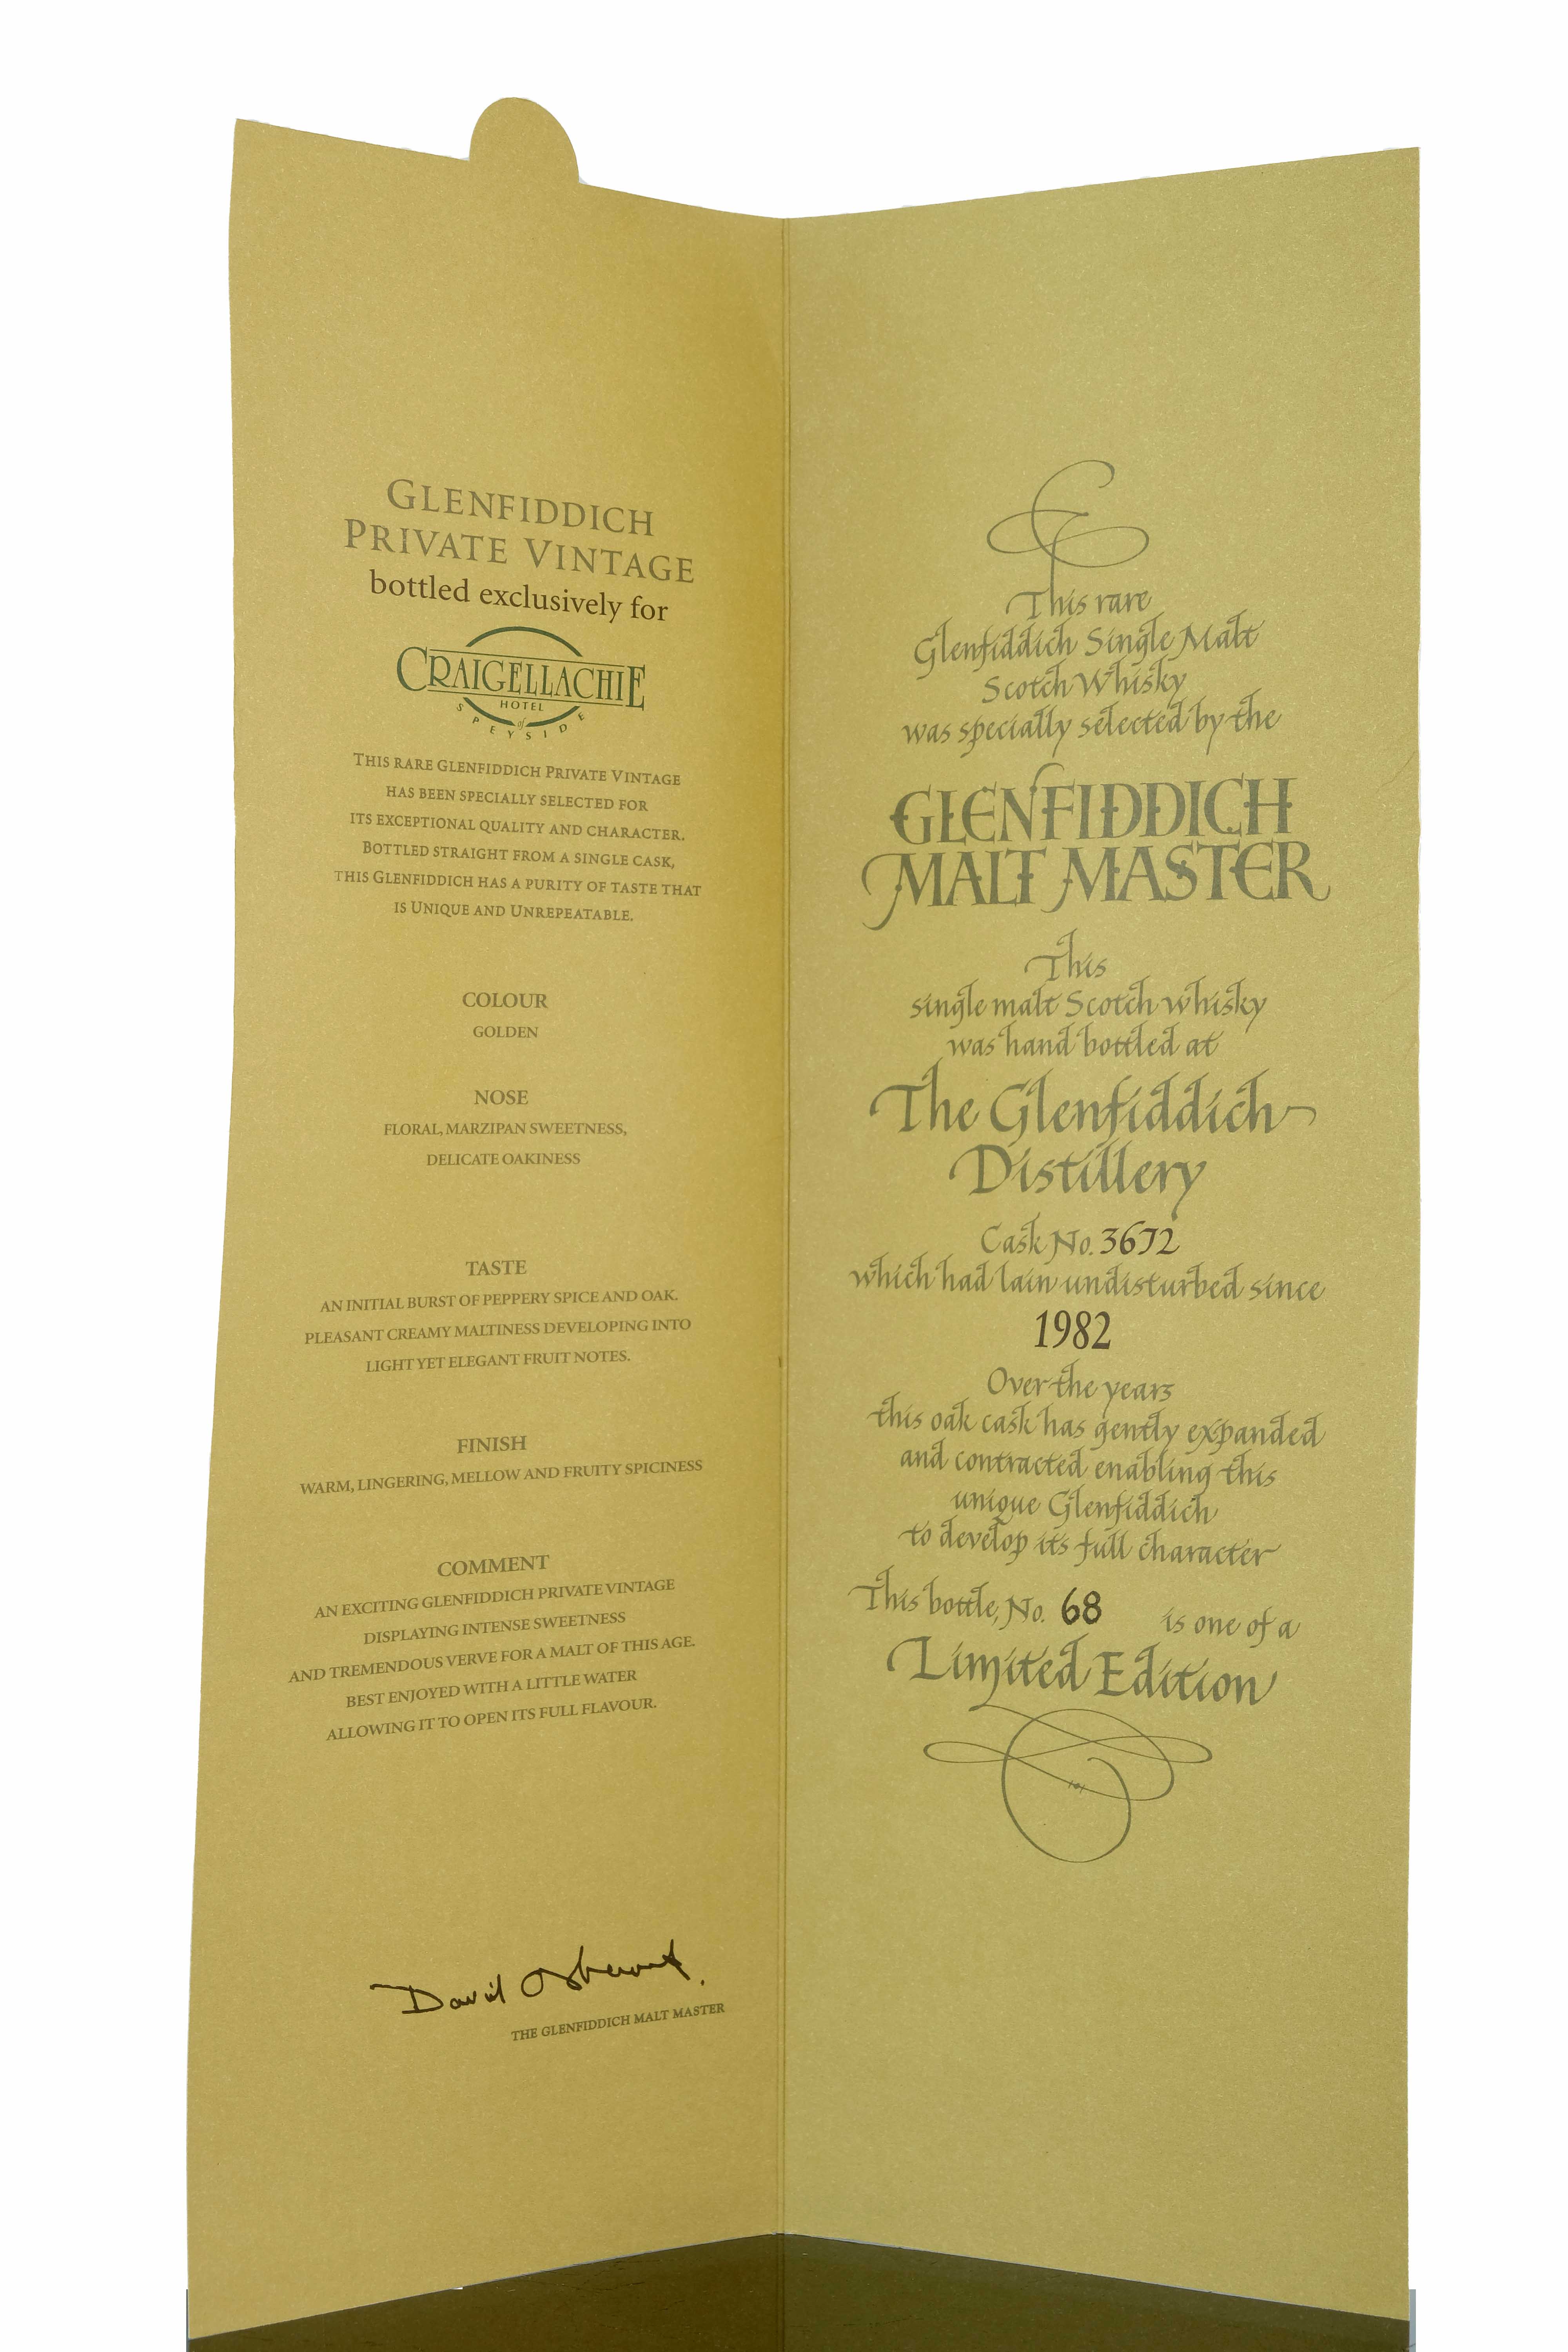 GLENFIDDICH
PRIVATE VINTAGE
bottled exclusively for
CRAIGELLACHIE
HOTEL
of
SPEYSIDE
THIS RARE GLENFIDDICH PRIVATE VINTAGE
HAS BEEN SPECIALLY SELECTED FOR
ITS EXCEPTIONAL QUALITY AND CHARACTER.
BOTTLED STRAIGHT FROM A SINGLE CASK,
THIS GLENFIDDICH HAS A PURITY OF TASTE THAT
IS UNIQUE AND UNREPEATABLE.
COLOUR
GOLDEN
NOSE
FLORAL, MARZIPAN SWEETNESS,
DELICATE OAKINESS
TASTE
AN INITIAL BURST OF PEPPERY SPICE AND OAK.
PLEASANT CREAMY MALTINESS DEVELOPING INTO
LIGHT YET ELEGANT FRUIT NOTES.
FINISH
WARM, LINGERING, MELLOW AND FRUITY SPICINESS
COMMENT
AN EXCITING GLENFIDDICH PRIVATE VINTAGE
DISPLAYING INTENSE SWEETNESS
AND TREMENDOUS VERVE FOR A MALT OF THIS AGE.
BEST ENJOYED WITH A LITTLE WATER
ALLOWING IT TO OPEN ITS FULL FLAVOUR.
David
THE GLENFIDDICH MALT MASTER
This rare
Glenfiddich Single Malt
Scotch Whisky
was specially selected by the
GLENFIDDICH
MALT MASTER
This
single malt Scotch whisky
was hand bottled at
The Glenfiddich
Distillery
Cask No. 3672
which had lain undisturbed since
1982
Over the years
this oak cask has gently expanded
and contracted enabling this
unique Glenfiddich
to develop its full character
This bottle, No. 68 is one of a
Limited Edition